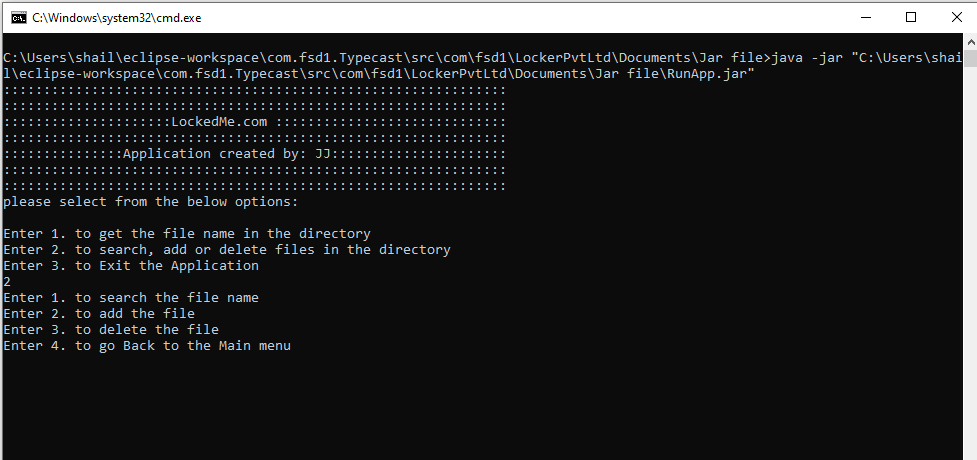 C:\Windows\system32\cmd.exe
C:\Users\shail\eclipse-workspace\com.fsd1.Typecast\src\com\fsd1\LockerPvtLtd\Documents\Jar file>java -jar "C:\Users\shai
l\eclipse-workspace\com.fsd1.Typecast\src\com\fsd1\LockerPvtLtd\Documents\Jar file\RunApp.jar"
:::::::::::::::::::::::::::::::::::::::::::::::::::::::::::::::
:::::::::::::::::::::::::::::::::::::::::::::::::::::::::::::::
:::::::::::::::::::::LockedMe.com :::::::::::::::::::::::::::::
:::::::::::::::::::::::::::::::::::::::::::::::::::::::::::::::
:::::::::::::::Application created by: JJ::::::::::::::::::::::
:::::::::::::::::::::::::::::::::::::::::::::::::::::::::::::::
:::::::::::::::::::::::::::::::::::::::::::::::::::::::::::::::
please select from the below options:
Enter 1. to get the file name in the directory
Enter 2. to search, add or delete files in the directory
Enter 3. to Exit the Application
2
Enter 1. to search the file name
Enter 2. to add the file
Enter 3. to delete the file
Enter 4. to go Back to the Main menu